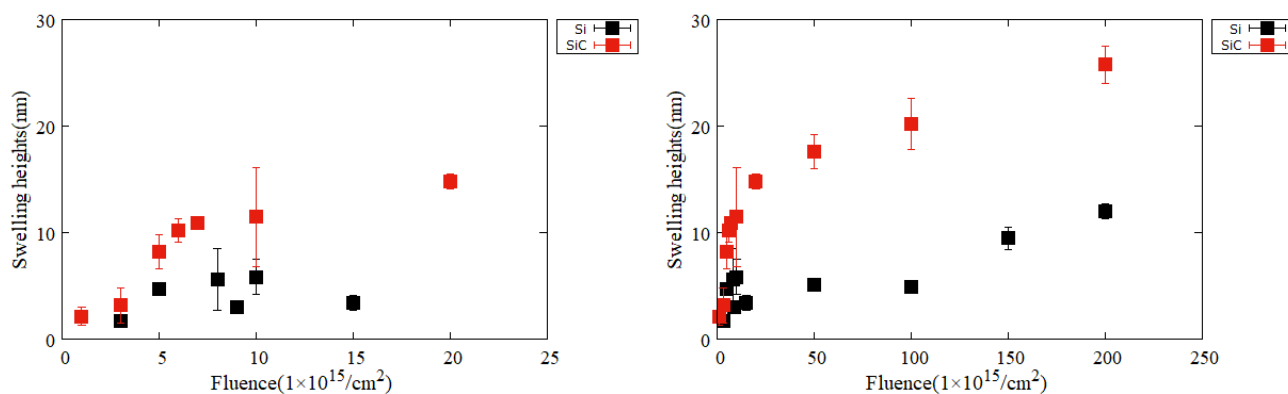 30
20
10
0
Swelling heights(nm)
0 5 10 15 20 25
Fluence(1×10¹⁵/cm²)
Si
SiC
30
20
10
0
Swelling heights(nm)
0 50 100 150 200 250
Fluence(1×10¹⁵/cm²)
Si
SiC